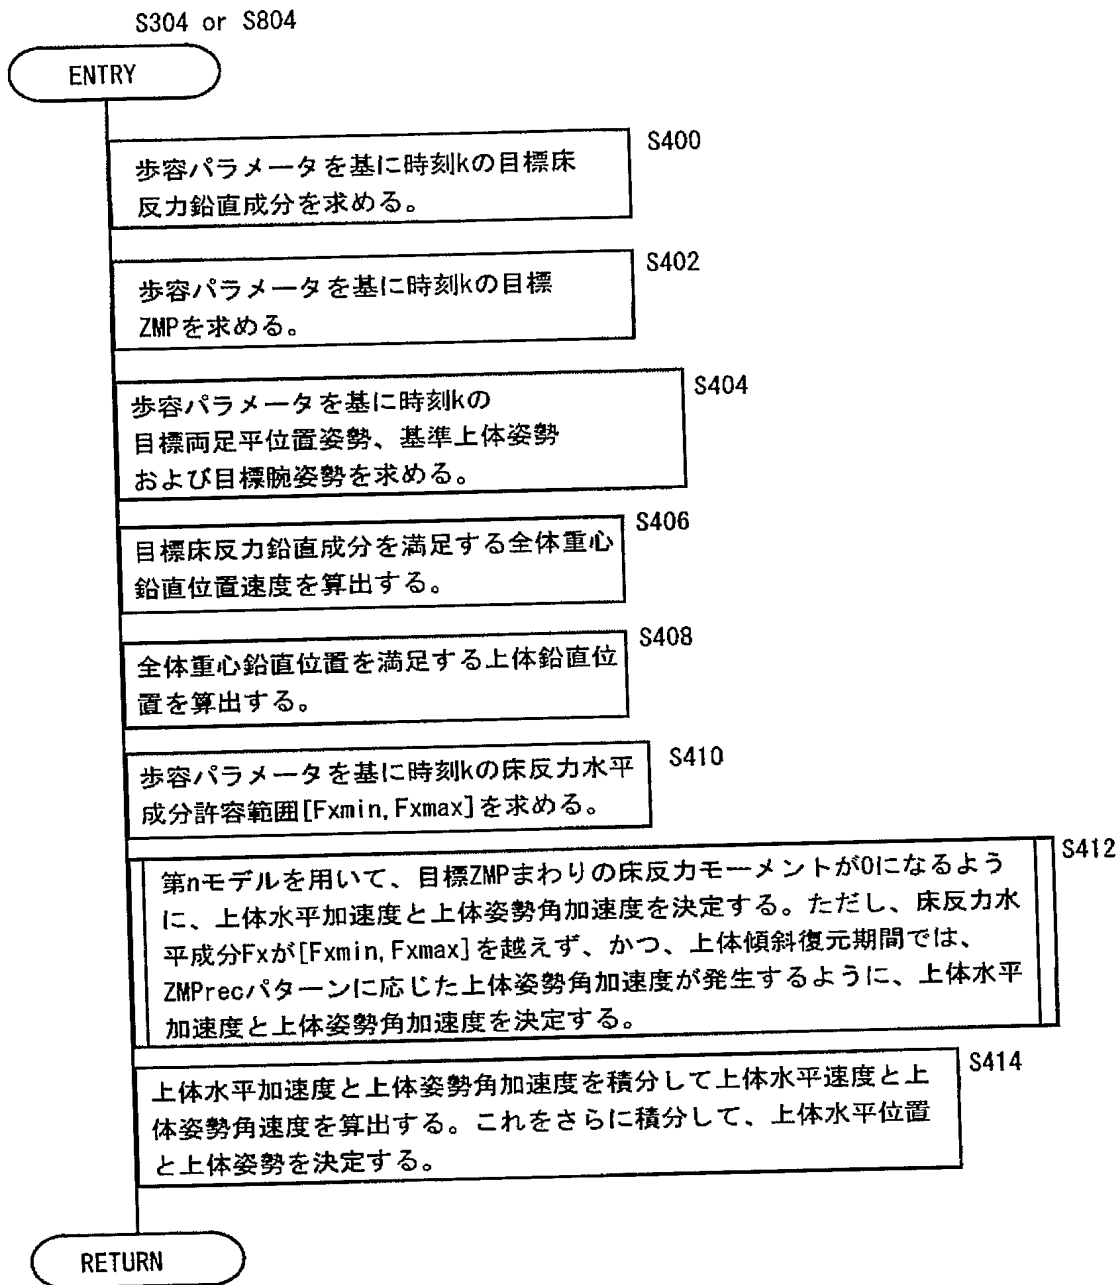 S304 or S804
ENTRY
S400
歩容パラメータを基に時刻kの目標床
反力鉛直成分を求める。
S402
歩容パラメータを基に時刻kの目標
ZMPを求める。
S404
歩容パラメータを基に時刻kの
目標両足平位置姿勢、基準上体姿勢
および目標腕姿勢を求める。
S406
目標床反力鉛直成分を満足する全体重心
鉛直位置速度を算出する。
S408
全体重心鉛直位置を満足する上体鉛直位
置を算出する。
S410
歩容パラメータを基に時刻kの床反力水平
成分許容範囲[Fxmin,Fxmax]を求める。
S412
第nモデルを用いて、目標ZMPまわりの床反力モーメントが0になるよう
に、上体水平加速度と上体姿勢角加速度を決定する。ただし、床反力水
平成分Fxが[Fxmin,Fxmax]を越えず、かつ、上体傾斜復元期間では、
ZMPrecパターンに応じた上体姿勢角加速度が発生するように、上体水平
加速度と上体姿勢角加速度を決定する。
S414
上体水平加速度と上体姿勢角加速度を積分して上体水平速度と上
体姿勢角速度を算出する。これをさらに積分して、上体水平位置
と上体姿勢を決定する。
RETURN